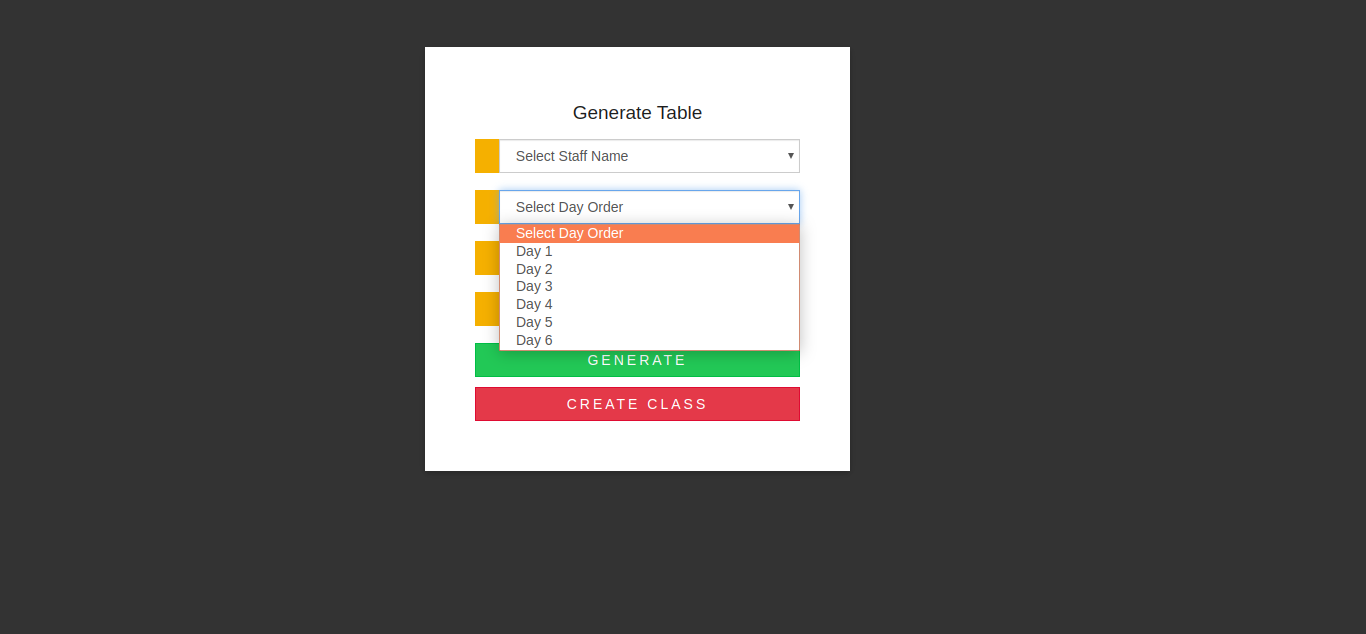 Generate Table
Select Staff Name
Select Day Order
Select Day Order
Day 1
Day 2
Day 3
Day 4
Day 5
Day 6
GENERATE
CREATE CLASS